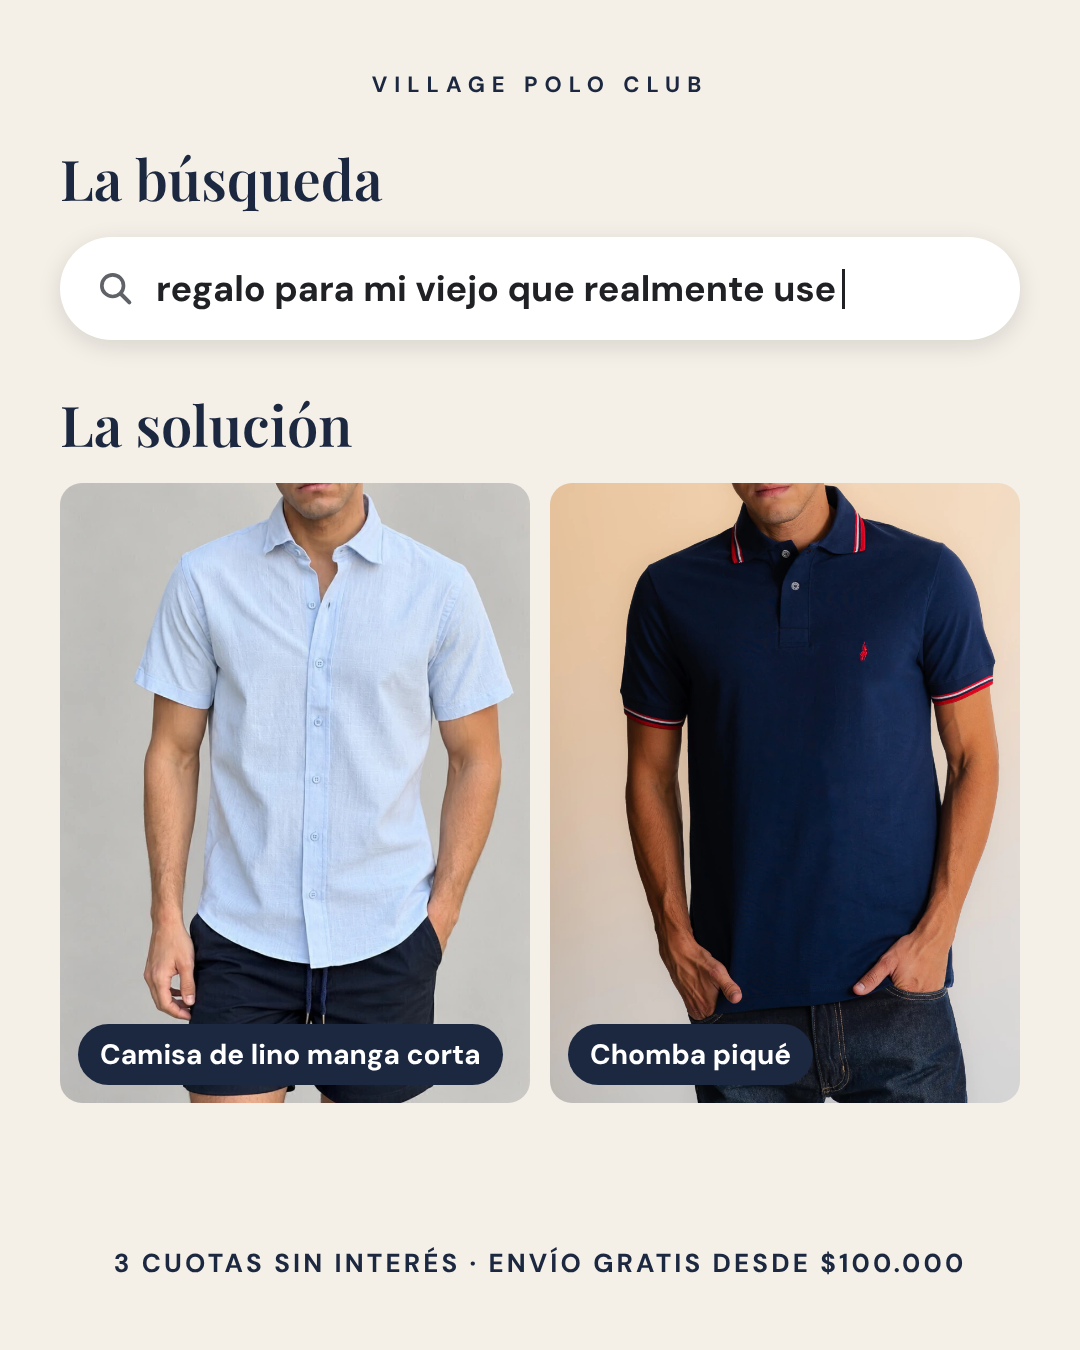 VILLAGE POLO CLUB
La búsqueda
regalo para mi viejo que realmente use
La solución
Camisa de lino manga corta
Chomba piqué
3 CUOTAS SIN INTERÉS · ENVÍO GRATIS DESDE $100.000